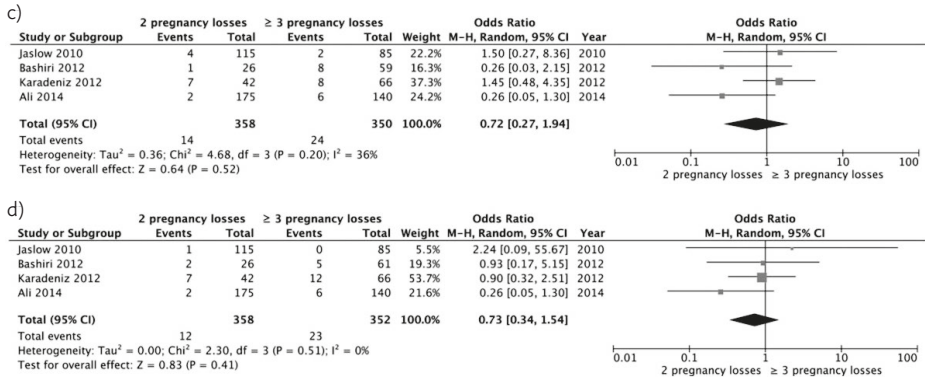 c)
2 pregnancy losses ≥ 3 pregnancy losses Odds Ratio Odds Ratio
Study or Subgroup Events Total Events Total Weight M-H, Random, 95% CI Year M-H, Random, 95% CI
Jaslow 2010 4 115 2 85 22.2% 1.50 [0.27, 8.36] 2010
Bashiri 2012 1 26 8 59 16.3% 0.26 [0.03, 2.15] 2012
Karadeniz 2012 7 42 8 66 37.3% 1.45 [0.48, 4.35] 2012
Ali 2014 2 175 6 140 24.2% 0.26 [0.05, 1.30] 2014
Total (95% CI) 358 350 100.0% 0.72 [0.27, 1.94]
Total events 14 24
Heterogeneity: Tau² = 0.36; Chi² = 4.68, df = 3 (P = 0.20); I² = 36%
Test for overall effect: Z = 0.64 (P = 0.52)
0.01 0.1 1 10 100
2 pregnancy losses ≥ 3 pregnancy losses
d)
2 pregnancy losses ≥ 3 pregnancy losses Odds Ratio Odds Ratio
Study or Subgroup Events Total Events Total Weight M-H, Random, 95% CI Year M-H, Random, 95% CI
Jaslow 2010 1 115 0 85 5.5% 2.24 [0.09, 55.67] 2010
Bashiri 2012 2 26 5 61 19.3% 0.93 [0.17, 5.15] 2012
Karadeniz 2012 7 42 12 66 53.7% 0.90 [0.32, 2.51] 2012
Ali 2014 2 175 6 140 21.6% 0.26 [0.05, 1.30] 2014
Total (95% CI) 358 352 100.0% 0.73 [0.34, 1.54]
Total events 12 23
Heterogeneity: Tau² = 0.00; Chi² = 2.30, df = 3 (P = 0.51); I² = 0%
Test for overall effect: Z = 0.83 (P = 0.41)
0.01 0.1 1 10 100
2 pregnancy losses ≥ 3 pregnancy losses